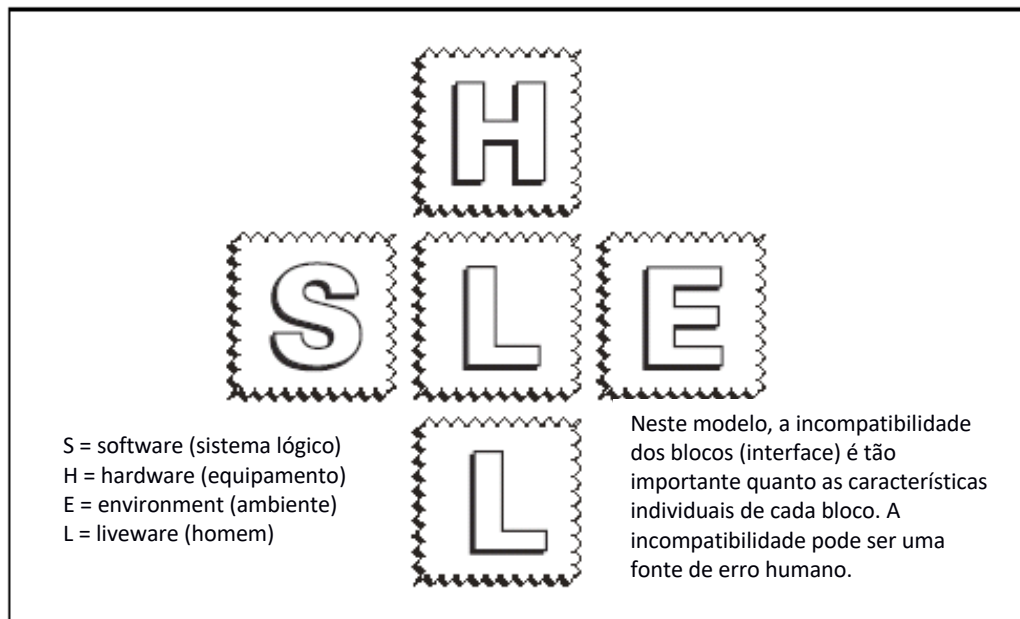 H
S L E
L
S = software (sistema lógico)
H = hardware (equipamento)
E = environment (ambiente)
L = liveware (homem)
Neste modelo, a incompatibilidade
dos blocos (interface) é tão
importante quanto as características
individuais de cada bloco. A
incompatibilidade pode ser uma
fonte de erro humano.